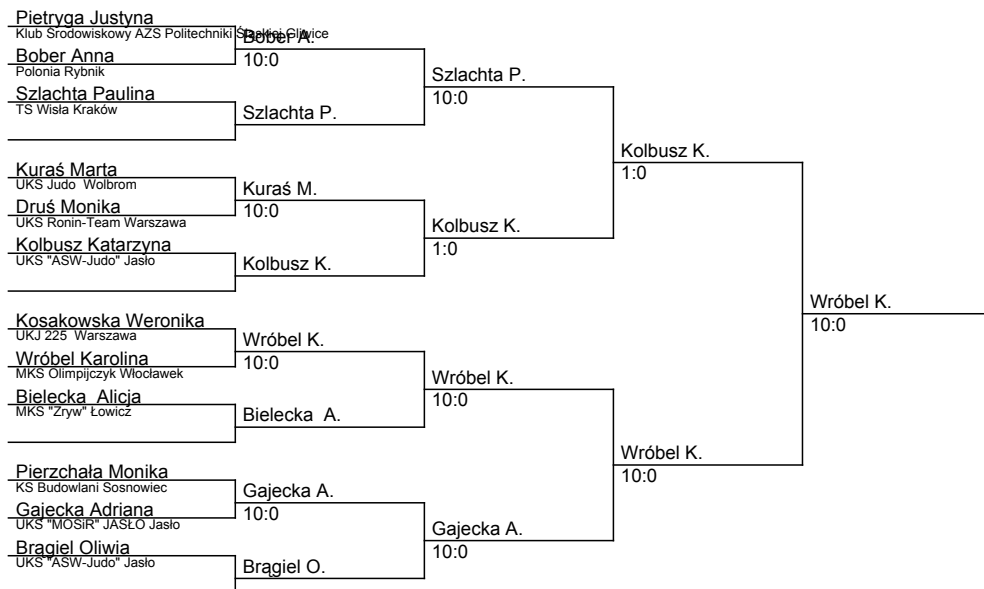 Pietryga Justyna
Klub Środowiskowy AZS Politechniki Śląskiej Gliwice
Bober A.
Bober Anna
10:0
Polonia Rybnik
Szlachta P.
Szlachta Paulina
10:0
TS Wisła Kraków
Szlachta P.
Kolbusz K.
Kuraś Marta
1:0
UKS Judo Wolbrom
Kuraś M.
Druś Monika
10:0
UKS Ronin-Team Warszawa
Kolbusz K.
Kolbusz Katarzyna
1:0
UKS "ASW-Judo" Jasło
Kolbusz K.
Wróbel K.
Kosakowska Weronika
10:0
UKJ 225 Warszawa
Wróbel K.
Wróbel Karolina
10:0
MKS Olimpijczyk Włocławek
Wróbel K.
Bielecka Alicja
10:0
MKS "Zryw" Łowicz
Bielecka A.
Wróbel K.
Pierzchała Monika
10:0
KS Budowlani Sosnowiec
Gajecka A.
Gajecka Adriana
10:0
UKS "MOSiR" JASŁO Jasło
Gajecka A.
Brągiel Oliwia
10:0
UKS "ASW-Judo" Jasło
Brągiel O.